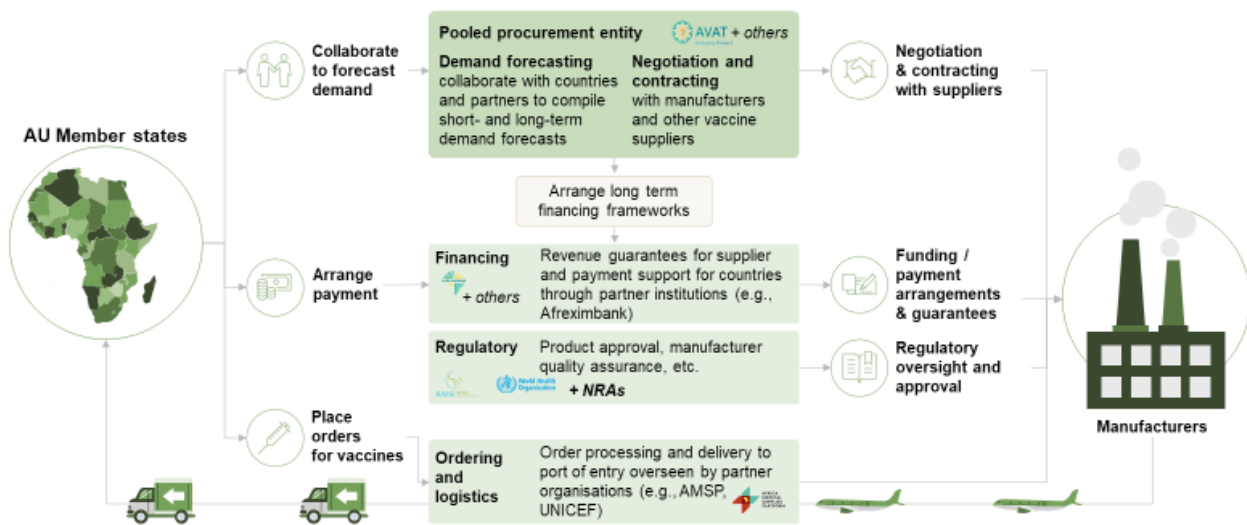 AU Member states
Collaborate
to forecast
demand
Pooled procurement entity
AVAT + others
Demand forecasting
collaborate with countries
and partners to compile
short- and long-term
demand forecasts
Negotiation and
contracting
with manufacturers
and other vaccine
suppliers
Negotiation
& contracting
with suppliers
Arrange long term
financing frameworks
Arrange
payment
Financing
+ others
Revenue guarantees for supplier
and payment support for countries
through partner institutions (e.g.,
Afreximbank)
Funding /
payment
arrangements
& guarantees
Regulatory
Product approval, manufacturer
quality assurance, etc.
World Health
Organization
+ NRAs
Regulatory
oversight and
approval
Place
orders
for vaccines
Ordering
and
logistics
Order processing and delivery to
port of entry overseen by partner
organisations (e.g., AMSP,
UNICEF)
AFRICA
MEDICAL
SUPPLIES
PLATFORM
Manufacturers